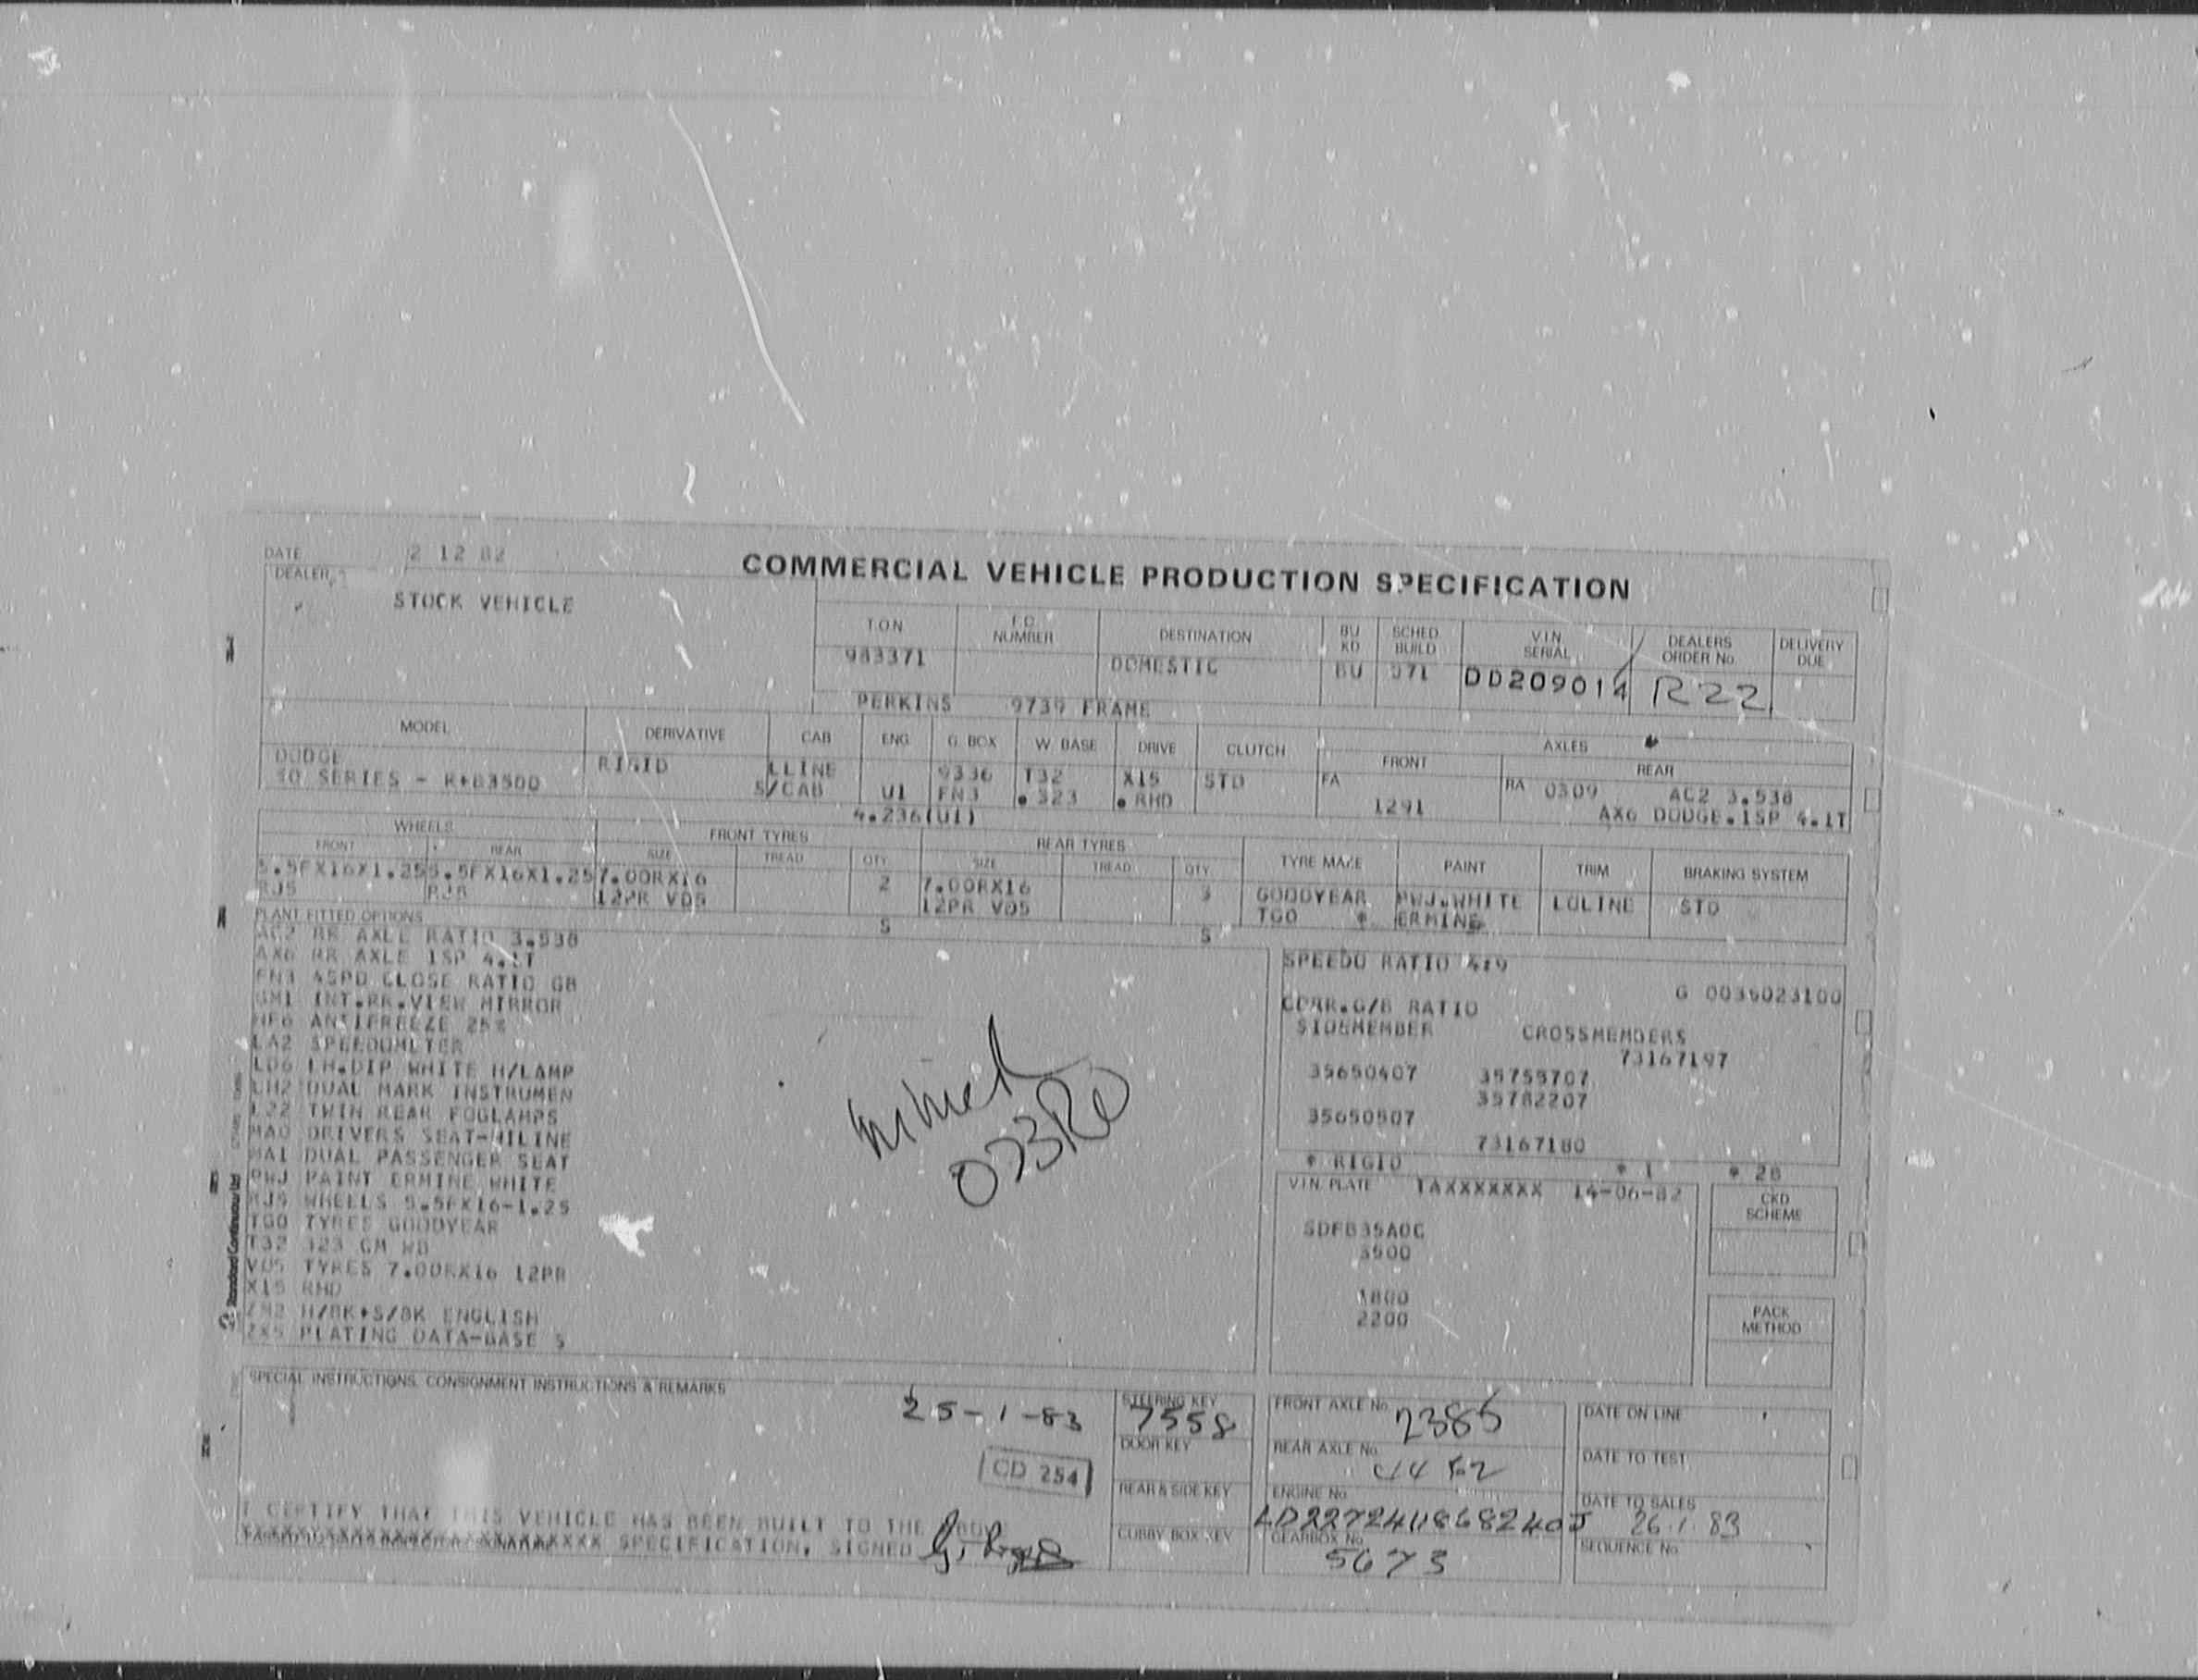 DATE 2 12 82
COMMERCIAL VEHICLE PRODUCTION SPECIFICATION
DEALER
STOCK VEHICLE
T.O.N. NUMBER DESTINATION BU KD SCHED. BUILD V.I.N. SERIAL DEALERS ORDER No. DELIVERY DUE
983371 DOMESTIC BU 071 DD209014 R22
PERKINS 9739 FRAME
MODEL DERIVATIVE CAB ENG G. BOX W. BASE DRIVE CLUTCH AXLES
FRONT REAR
DODGE RIGID LLINE 9336 T32 X15 STD FA RA 0309 AC2 3.538
50 SERIES - R+B3500 S/CAB U1 FN3 323 RHD 1291 AX6 DODGE.1SP 4.1T
4.236(U1)
WHEELS FRONT TYRES REAR TYRES
FRONT REAR SIZE TREAD QTY SIZE TREAD QTY TYRE MAKE PAINT TRIM BRAKING SYSTEM
5.5FX16X1.25 5.5FX16X1.25 7.00RX16 2 7.00RX16 GOODYEAR PWJ.WHITE LOLINE STD
RJ5 RJ5 12PR V05 12PR V05 TGO * ERMINE
PLANT FITTED OPTIONS
S S
AC2 RR AXLE RATIO 3.538
AX6 RR AXLE 1SP 4.1T
FN3 4SPD CLOSE RATIO GB
GM1 INT.RR.VIEW MIRROR
HF6 ANTIFREEZE 25%
LA2 SPEEDOMETER
LD6 LH.DIP WHITE H/LAMP
LH2 DUAL MARK INSTRUMEN
L22 TWIN REAR FOGLAMPS
MA0 DRIVERS SEAT-HILINE
MA1 DUAL PASSENGER SEAT
PWJ PAINT ERMINE WHITE
RJ5 WHEELS 5.5FX16-1.25
TGO TYRES GOODYEAR
T32 323 CM WB
V05 TYRES 7.00RX16 12PR
X15 RHD
H/BK+S/BK ENGLISH
ZX5 PLATING DATA-BASE 5
SPEEDO RATIO 4:9
G 0036023100
CORR.G/B RATIO
SIDEMEMBER CROSSMEMBERS
73167197
35650407 35755707
35782207
35650507
73167180
* RIGID * 1 * 26
V.I.N. PLATE TAXXXXXXX 14-06-82
CKD SCHEME
SDFB35A0C
3500
1800
2200
PACK METHOD
Standard Continuous Ltd
SPECIAL INSTRUCTIONS, CONSIGNMENT INSTRUCTIONS & REMARKS
25-1-83
CD 254
STEERING KEY 7558
DOOR KEY
REAR & SIDE KEY
CUBBY BOX KEY
FRONT AXLE No. 2385
REAR AXLE No.
ENGINE No. LD22724U868240J
GEARBOX No. 5673
DATE ON LINE
DATE TO TEST
DATE TO SALES 26.1.83
SEQUENCE No.
I CERTIFY THAT THIS VEHICLE HAS BEEN BUILT TO THE
SPECIFICATION, SIGNED